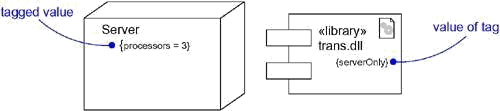 tagged value
Server
{processors = 3}
«library»
trans.dll
{serverOnly}
value of tag